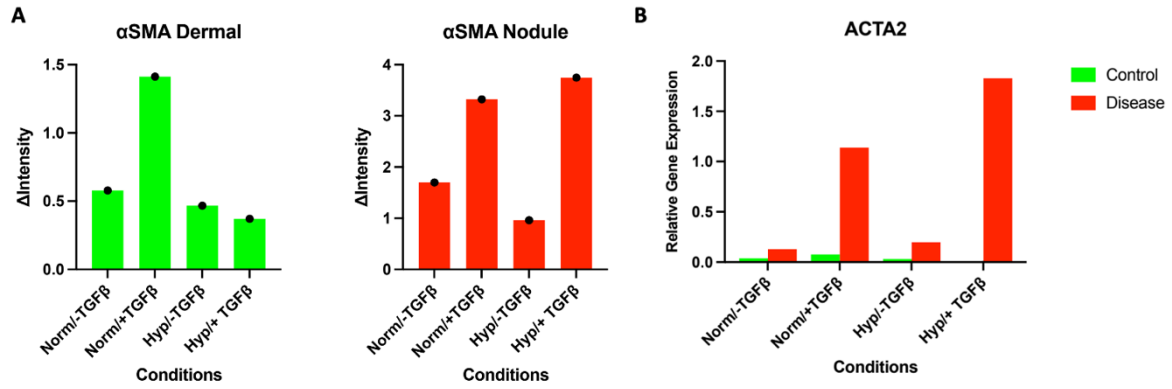 A
αSMA Dermal
1.5
1.0
0.5
0.0
ΔIntensity
Norm/-TGFβ
Norm/+TGFβ
Hyp/-TGFβ
Hyp/+ TGFβ
Conditions
αSMA Nodule
4
3
2
1
0
ΔIntensity
Norm/-TGFβ
Norm/+TGFβ
Hyp/-TGFβ
Hyp/+ TGFβ
Conditions
B
ACTA2
2.0
1.5
1.0
0.5
0.0
Relative Gene Expression
Norm/-TGFβ
Norm/+TGFβ
Hyp/-TGFβ
Hyp/+ TGFβ
Conditions
Control
Disease